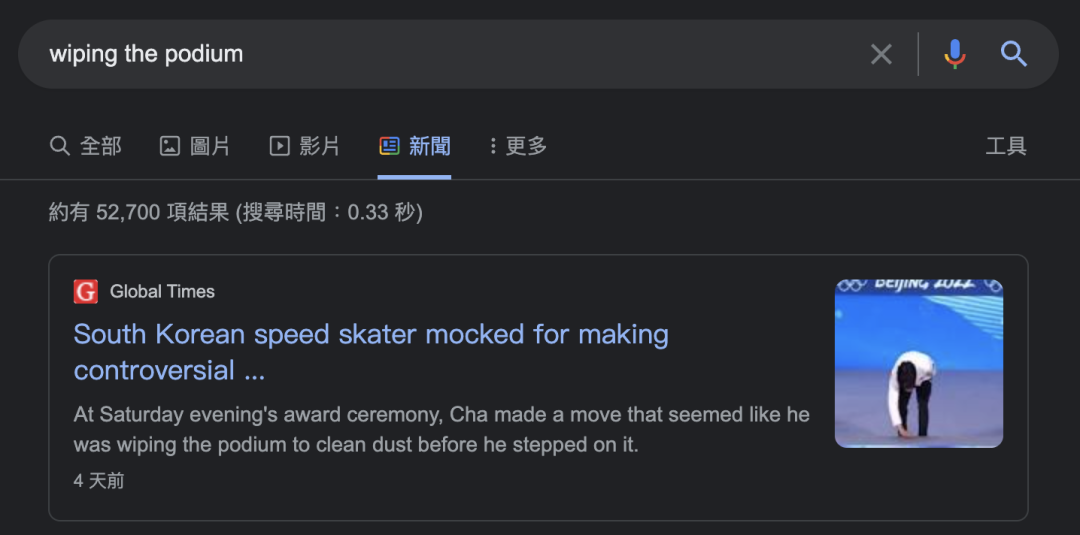 wiping the podium
全部 圖片 影片 新聞 更多 工具
約有 52,700 項結果 (搜尋時間：0.33 秒)
G Global Times
South Korean speed skater mocked for making
controversial ...
At Saturday evening's award ceremony, Cha made a move that seemed like he
was wiping the podium to clean dust before he stepped on it.
4 天前
BEIJING 2022